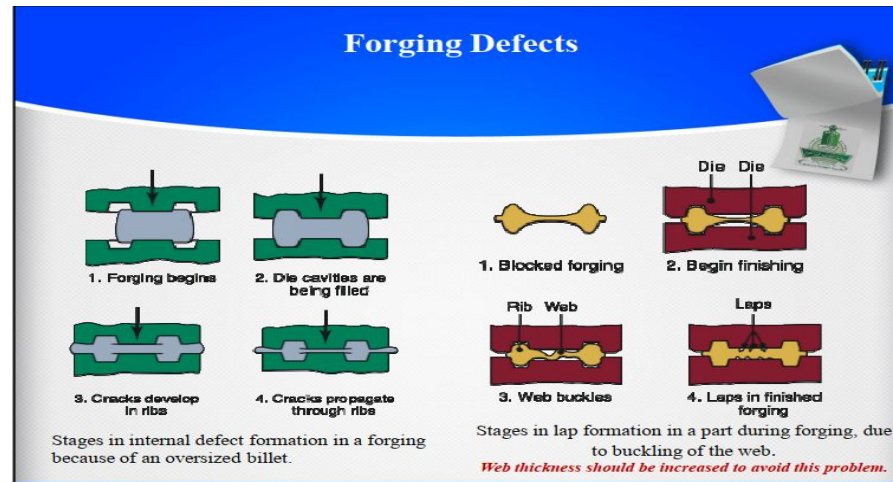 Forging Defects
1. Forging begins
2. Die cavities are
being filled
3. Cracks develop
in ribs
4. Cracks propagate
through ribs
Stages in internal defect formation in a forging
because of an oversized billet.
Die Die
1. Blocked forging
2. Begin finishing
Rib Web
3. Web buckles
Laps
4. Laps in finished
forging
Stages in lap formation in a part during forging, due
to buckling of the web.
Web thickness should be increased to avoid this problem.